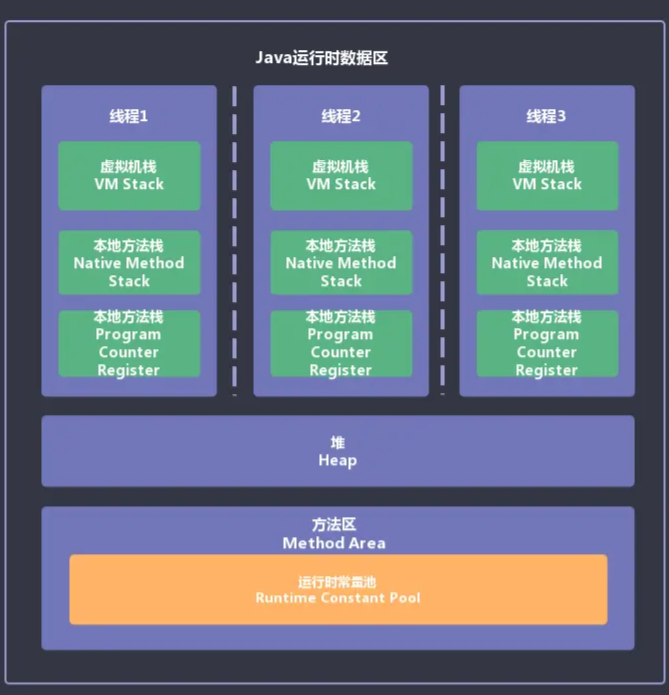 Java运行时数据区
线程1
虚拟机栈
VM Stack
本地方法栈
Native Method
Stack
本地方法栈
Program
Counter
Register
线程2
虚拟机栈
VM Stack
本地方法栈
Native Method
Stack
本地方法栈
Program
Counter
Register
线程3
虚拟机栈
VM Stack
本地方法栈
Native Method
Stack
本地方法栈
Program
Counter
Register
堆
Heap
方法区
Method Area
运行时常量池
Runtime Constant Pool